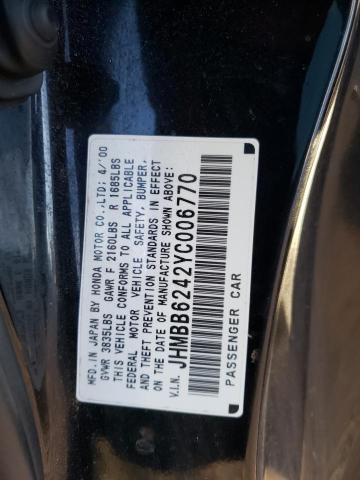 MFD.IN JAPAN BY HONDA MOTOR CO.,LTD; 4/'00
GVWR 3835LBS GAWR F 2160LBS R 1685LBS
THIS VEHICLE CONFORMS TO ALL APPLICABLE
FEDERAL MOTOR VEHICLE SAFETY, BUMPER,
AND THEFT PREVENTION STANDARDS IN EFFECT
ON THE DATE OF MANUFACTURE SHOWN ABOVE.
V.I.N. JHMBB6242YC006770
PASSENGER CAR